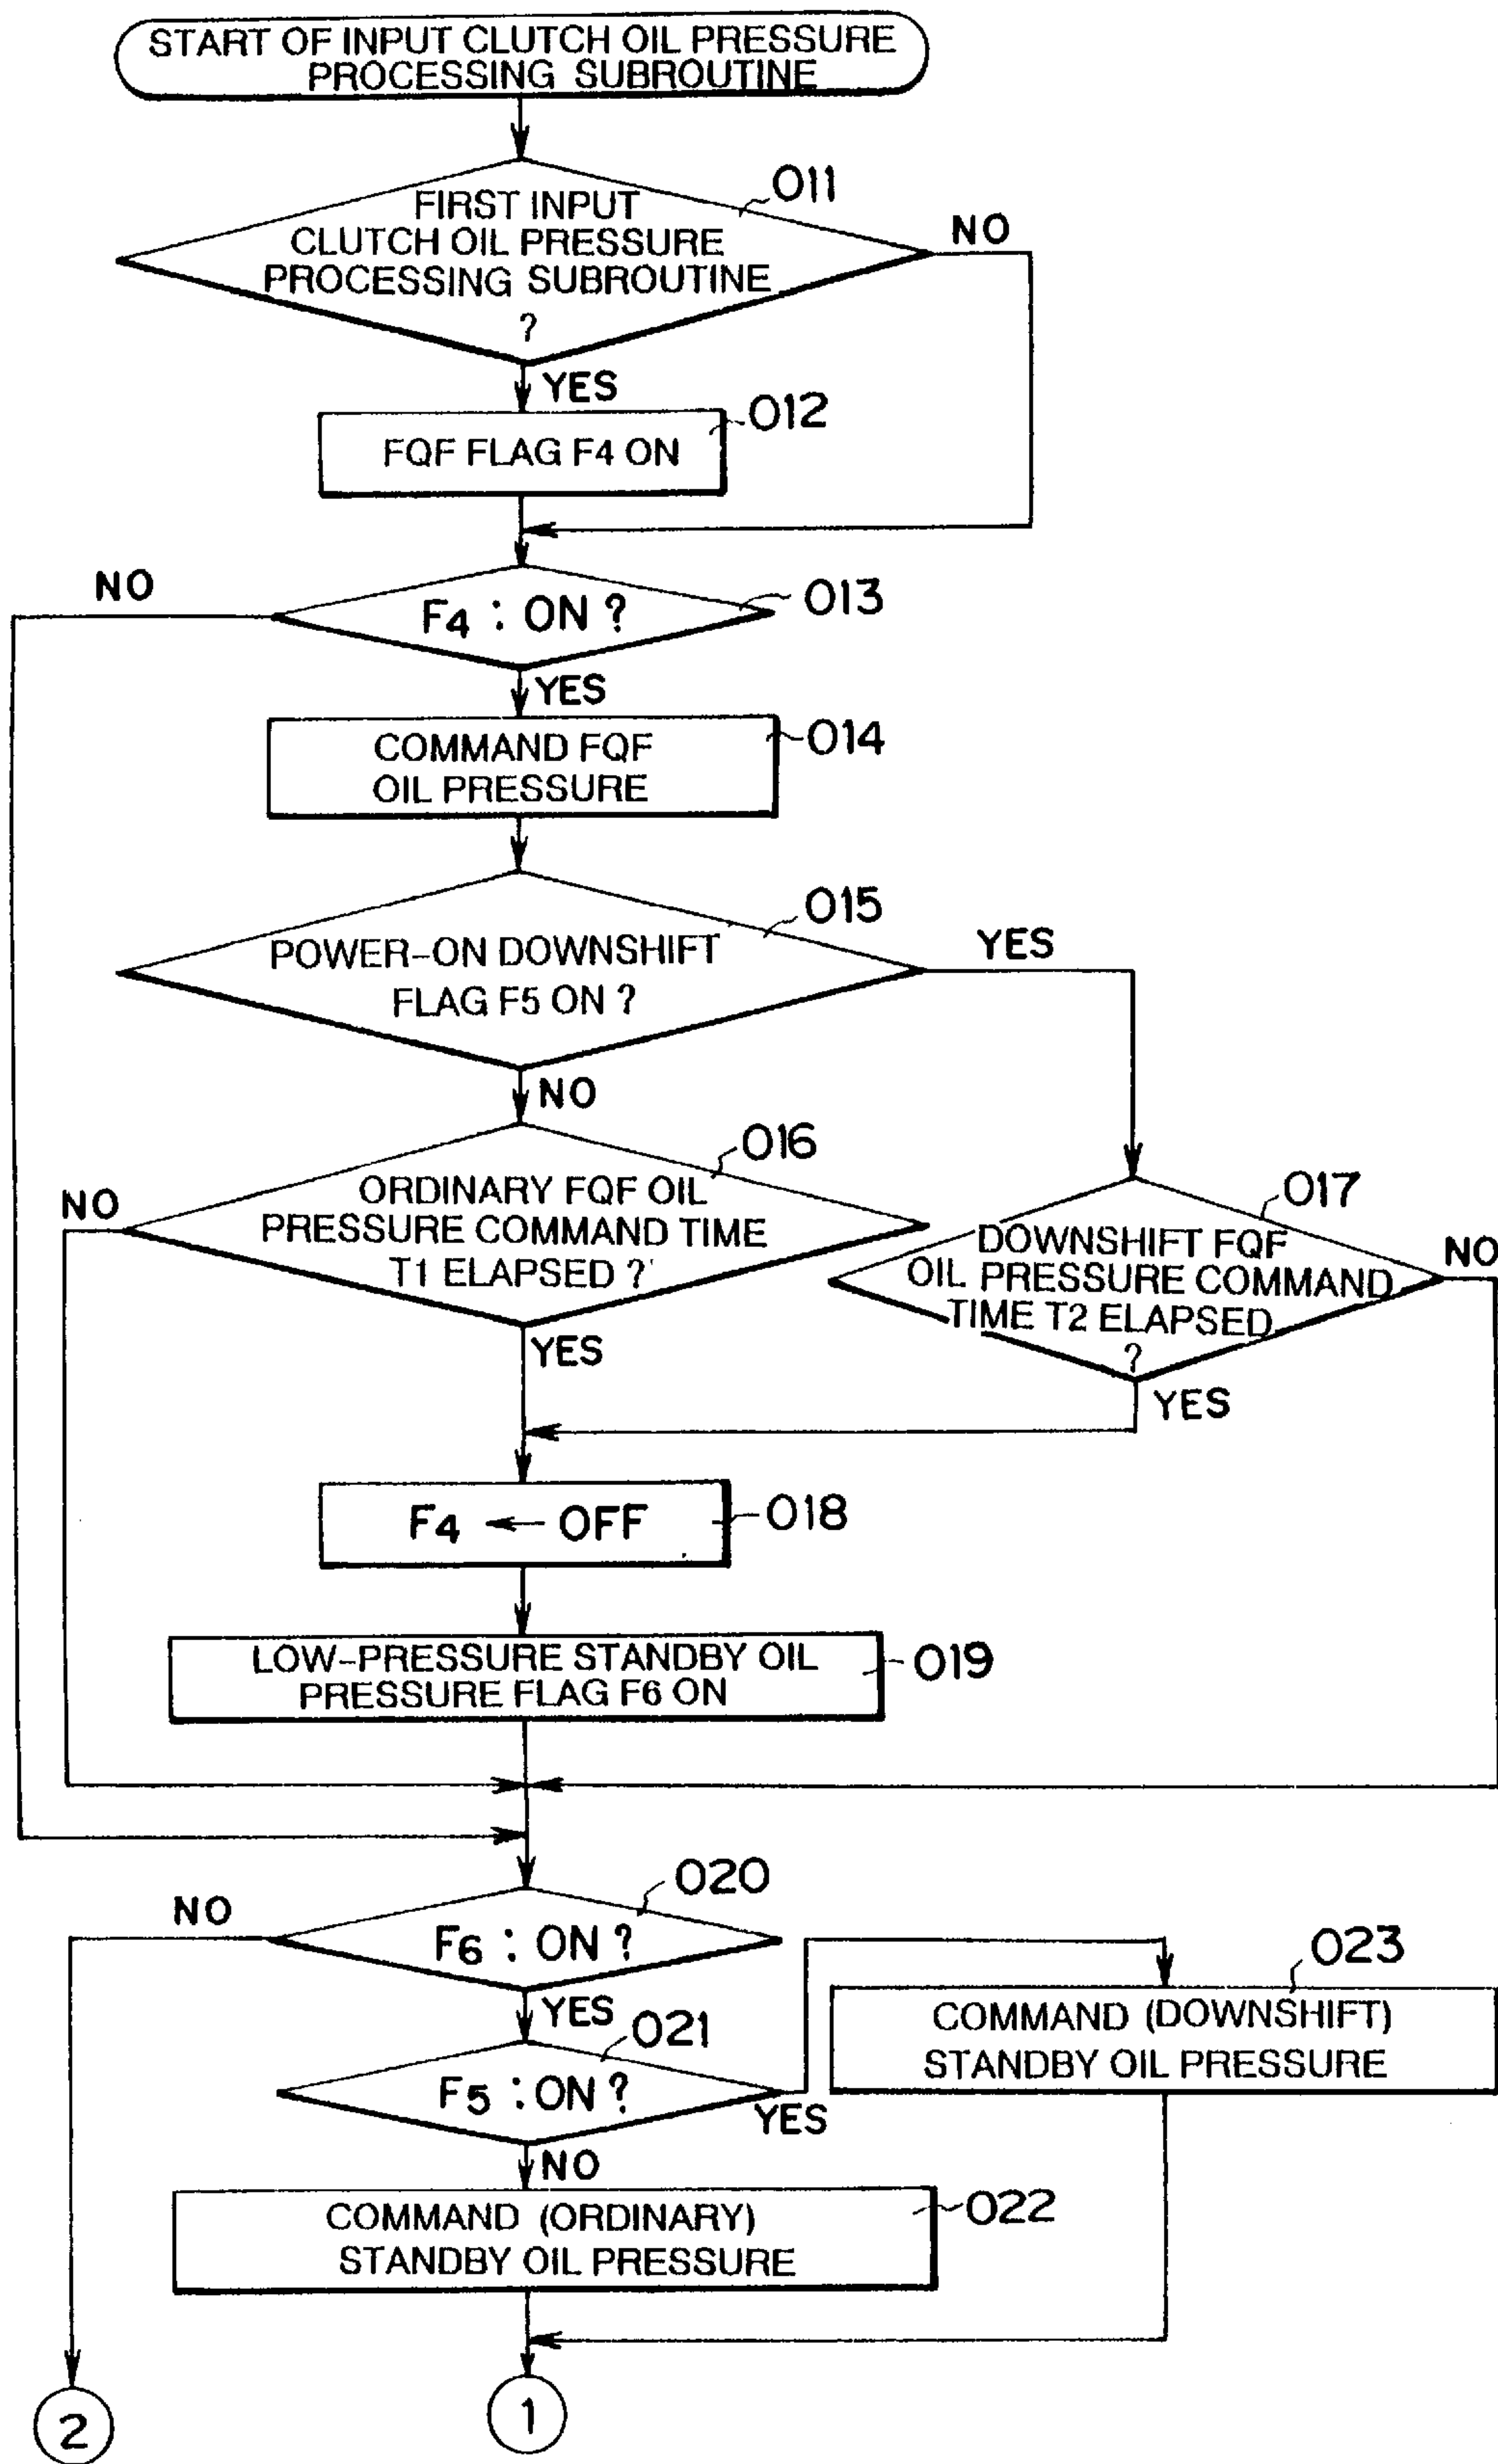 START OF INPUT CLUTCH OIL PRESSURE
PROCESSING SUBROUTINE
011
FIRST INPUT
CLUTCH OIL PRESSURE
PROCESSING SUBROUTINE
?
NO
YES
012
FQF FLAG F4 ON
NO
013
F4 : ON ?
YES
014
COMMAND FQF
OIL PRESSURE
015
POWER-ON DOWNSHIFT
FLAG F5 ON ?
YES
NO
016
ORDINARY FQF OIL
PRESSURE COMMAND TIME
T1 ELAPSED ?
NO
YES
017
DOWNSHIFT FQF
OIL PRESSURE COMMAND
TIME T2 ELAPSED
?
NO
YES
018
F4 ← OFF
019
LOW-PRESSURE STANDBY OIL
PRESSURE FLAG F6 ON
020
NO
F6 : ON ?
YES
021
F5 : ON ?
YES
023
COMMAND (DOWNSHIFT)
STANDBY OIL PRESSURE
NO
022
COMMAND (ORDINARY)
STANDBY OIL PRESSURE
2
1